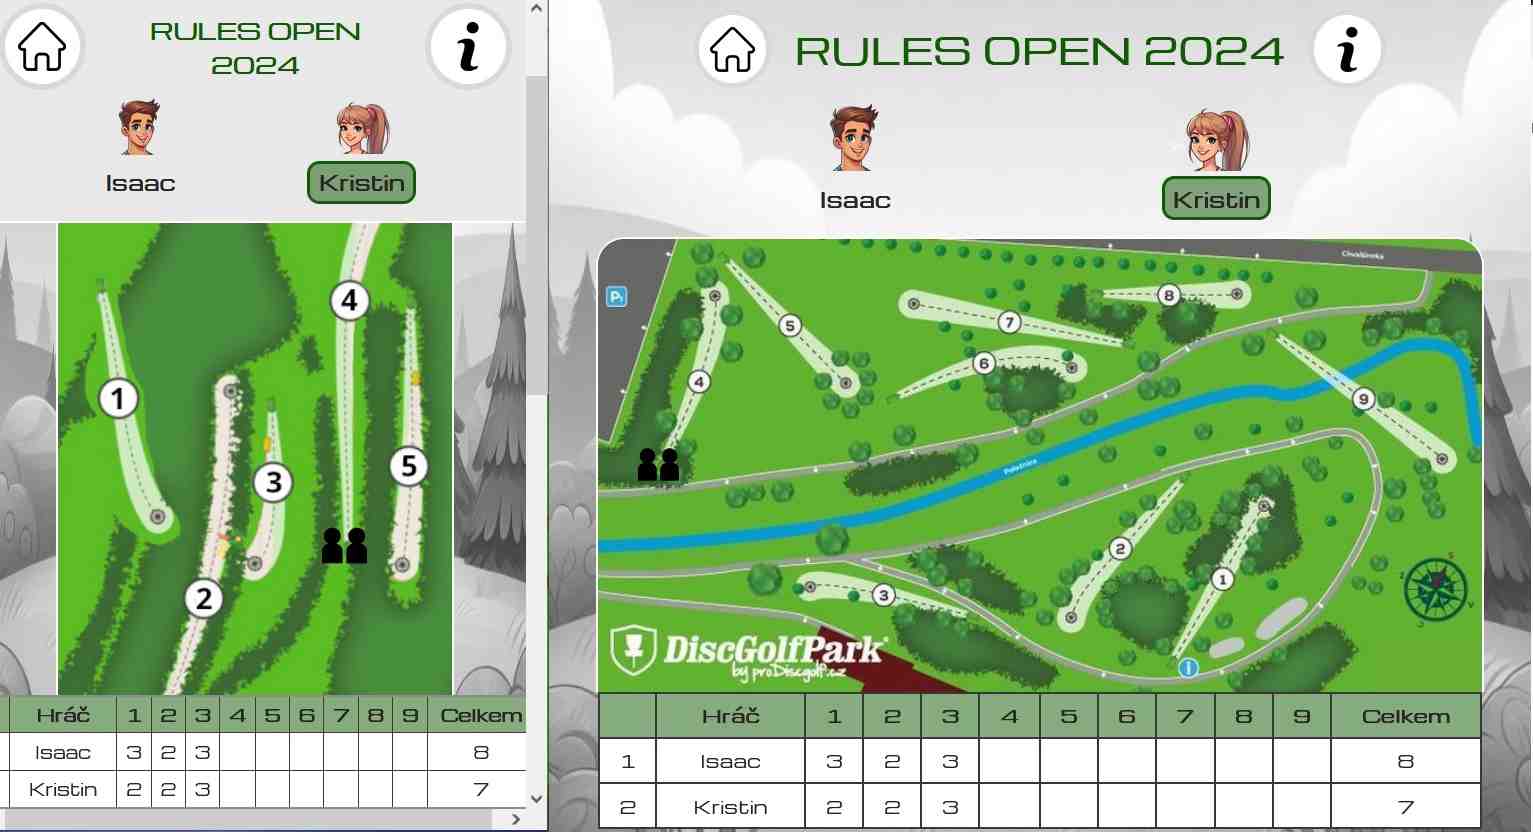 RULES OPEN
2024
Isaac
Kristin
1
4
5
3
2
Hráč 1 2 3 4 5 6 7 8 9 Celkem
Isaac 3 2 3 8
Kristin 2 2 3 7
RULES OPEN 2024
Isaac
Kristin
Chvalšinská
P
8
5
7
6
4
9
Polečnice
2
1
3
DiscGolfPark®
by proDiscgolf.cz
i
Hráč 1 2 3 4 5 6 7 8 9 Celkem
1 Isaac 3 2 3 8
2 Kristin 2 2 3 7